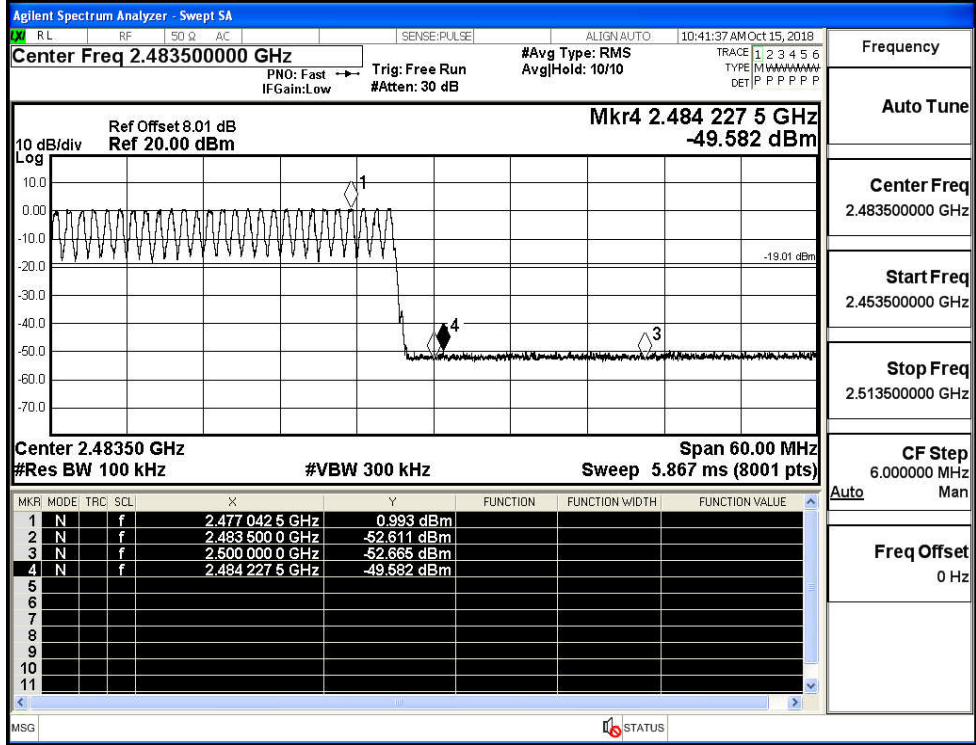 Agilent Spectrum Analyzer - Swept SA
LXI RL RF 50 Ω AC SENSE:PULSE ALIGN AUTO 10:41:37 AM Oct 15, 2018
Center Freq 2.483500000 GHz #Avg Type: RMS TRACE 1 2 3 4 5 6
PNO: Fast Trig: Free Run Avg|Hold: 10/10 TYPE M WWWWW
IFGain:Low #Atten: 30 dB DET P P P P P P
Mkr4 2.484 227 5 GHz
Ref Offset 8.01 dB
10 dB/div Ref 20.00 dBm -49.582 dBm
Log
10.0
1
0.00
-10.0
-19.01 dBm
-20.0
-30.0
-40.0
4
3
-50.0
-60.0
-70.0
Center 2.48350 GHz Span 60.00 MHz
#Res BW 100 kHz #VBW 300 kHz Sweep 5.867 ms (8001 pts)
MKR MODE TRC SCL X Y FUNCTION FUNCTION WIDTH FUNCTION VALUE
1 N f 2.477 042 5 GHz 0.993 dBm
2 N f 2.483 500 0 GHz -52.611 dBm
3 N f 2.500 000 0 GHz -52.665 dBm
4 N f 2.484 227 5 GHz -49.582 dBm
5
6
7
8
9
10
11
MSG STATUS
Frequency
Auto Tune
Center Freq
2.483500000 GHz
Start Freq
2.453500000 GHz
Stop Freq
2.513500000 GHz
CF Step
6.000000 MHz
Auto Man
Freq Offset
0 Hz